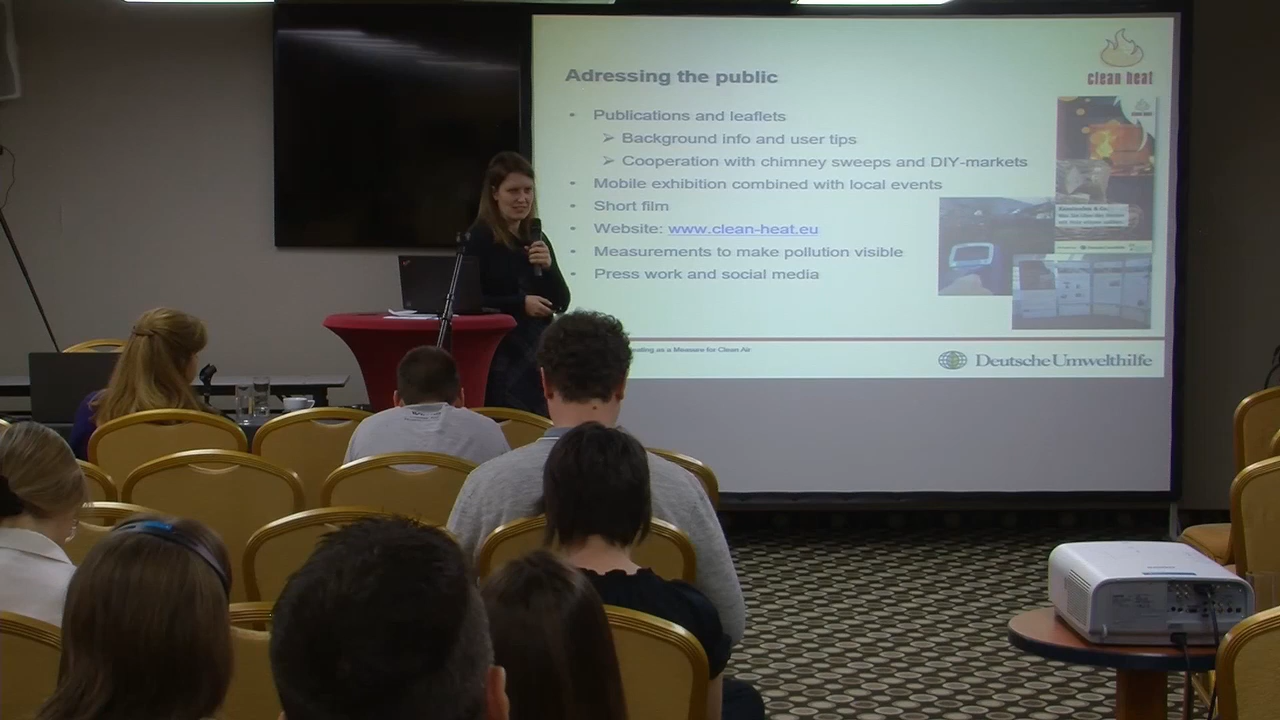 Adressing the public
clean heat
• Publications and leaflets
➢ Background info and user tips
➢ Cooperation with chimney sweeps and DIY-markets
• Mobile exhibition combined with local events
• Short film
• Website: www.clean-heat.eu
• Measurements to make pollution visible
• Press work and social media
as a Measure for Clean Air
Deutsche Umwelthilfe